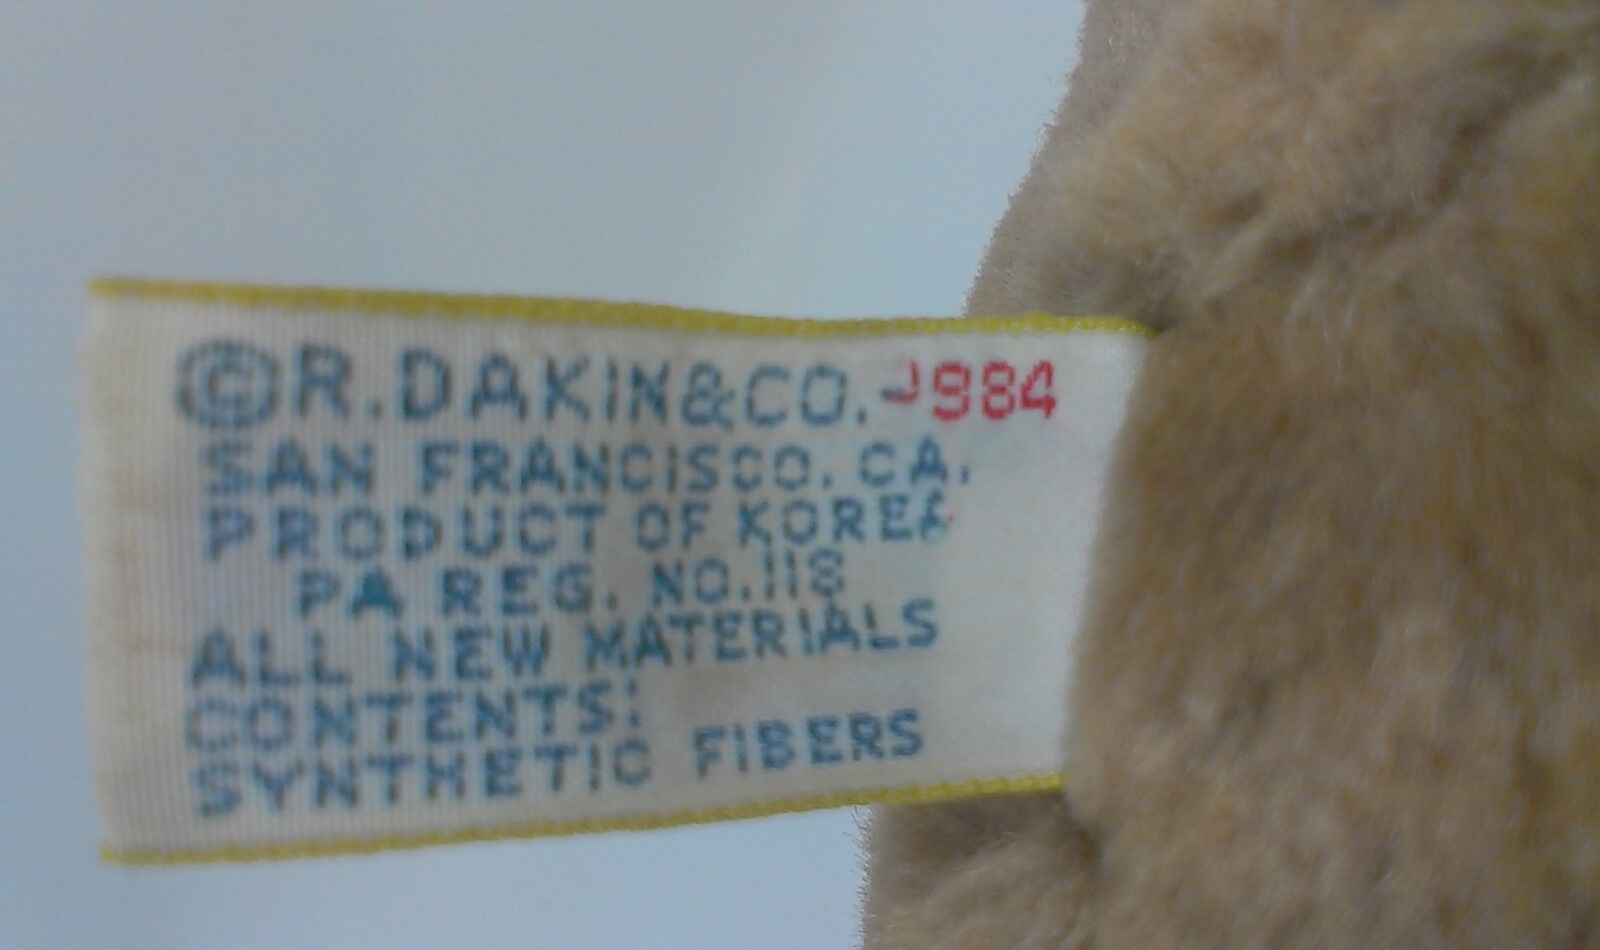 ©R.DAKIN&CO.-1984
SAN FRANCISCO. CA.
PRODUCT OF KOREA
PA REG. NO.118
ALL NEW MATERIALS
CONTENTS:
SYNTHETIC FIBERS